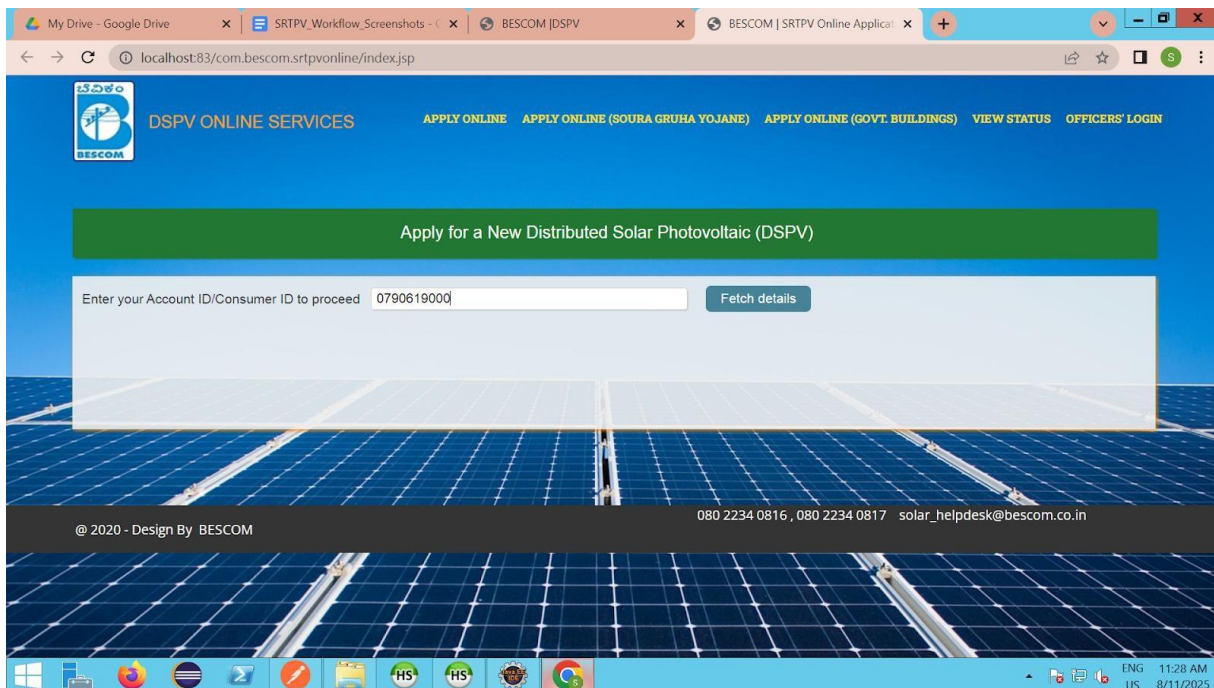 My Drive - Google Drive
SRTPV_Workflow_Screenshots - G
BESCOM |DSPV
BESCOM | SRTPV Online Applicat
localhost:83/com.bescom.srtpvonline/index.jsp
S
ಬೆವಿಕಂ
BESCOM
DSPV ONLINE SERVICES
APPLY ONLINE APPLY ONLINE (SOURA GRUHA YOJANE) APPLY ONLINE (GOVT. BUILDINGS) VIEW STATUS OFFICERS' LOGIN
Apply for a New Distributed Solar Photovoltaic (DSPV)
Enter your Account ID/Consumer ID to proceed 0790619000 Fetch details
080 2234 0816 , 080 2234 0817 solar_helpdesk@bescom.co.in
@ 2020 - Design By BESCOM
HS HS
ENG 11:28 AM
US 8/11/2025